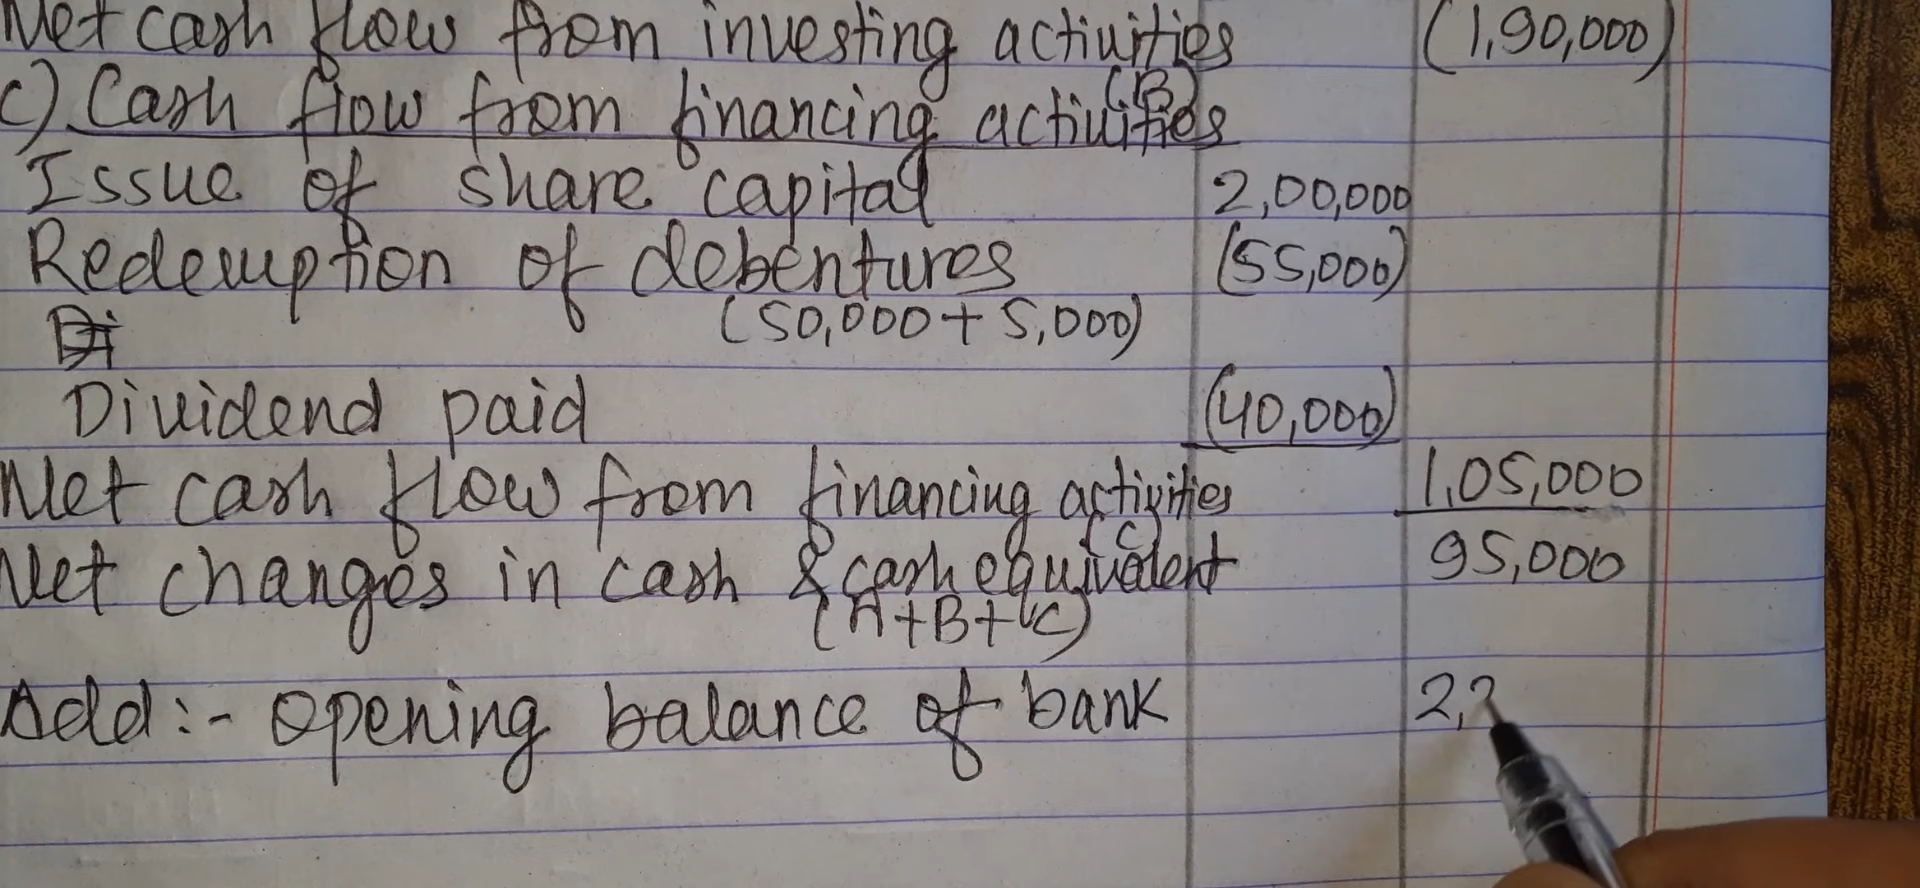 Net cash flow from investing activities (1,90,000)
(B)
C) Cash flow from financing activities
Issue of share capital 2,00,000
Redemption of debentures (55,000)
(50,000 + 5,000)
Dividend paid (40,000)
Net cash flow from financing activities 1,05,000
(C)
Net changes in cash & cash equivalent 95,000
(A+B+C)
Add :- Opening balance of bank 2,